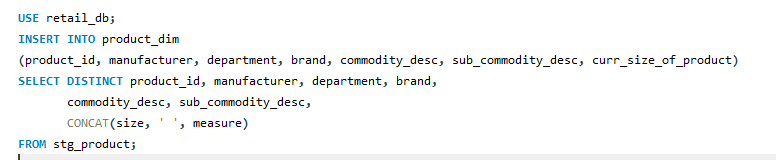 USE retail_db;
INSERT INTO product_dim
(product_id, manufacturer, department, brand, commodity_desc, sub_commodity_desc, curr_size_of_product)
SELECT DISTINCT product_id, manufacturer, department, brand,
commodity_desc, sub_commodity_desc,
CONCAT(size, ' ', measure)
FROM stg_product;